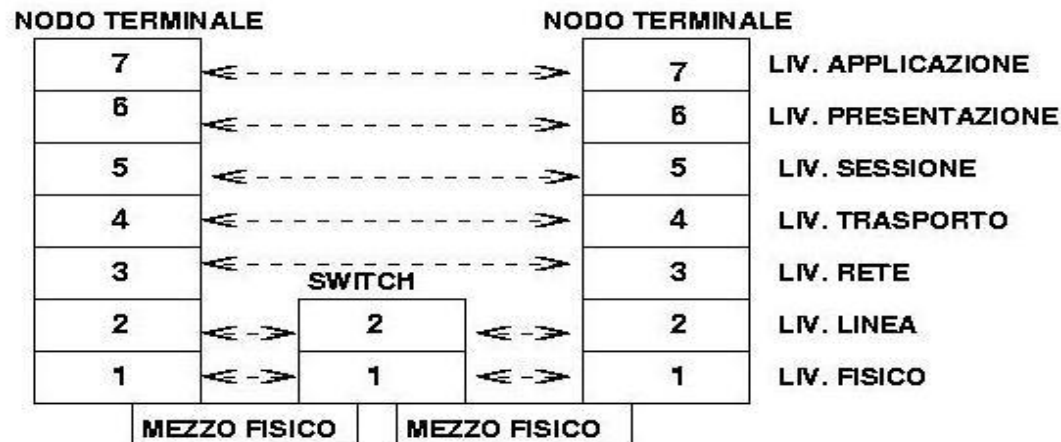 NODO TERMINALE NODO TERMINALE
7 7 LIV. APPLICAZIONE
6 6 LIV. PRESENTAZIONE
5 5 LIV. SESSIONE
4 4 LIV. TRASPORTO
3 3 LIV. RETE
SWITCH
2 2 2 LIV. LINEA
1 1 1 LIV. FISICO
MEZZO FISICO MEZZO FISICO